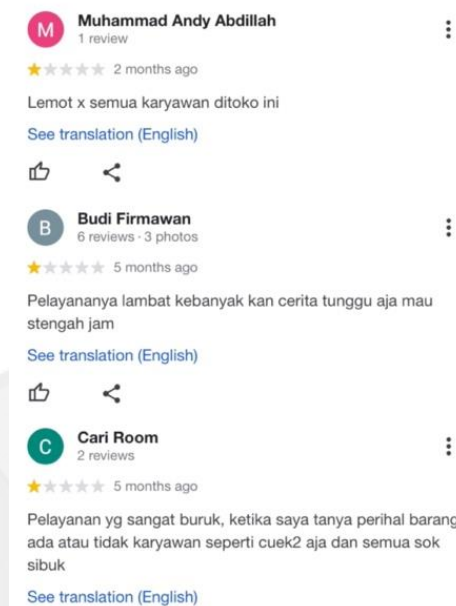 M
Muhammad Andy Abdillah
1 review
2 months ago
Lemot x semua karyawan ditoko ini
See translation (English)
B
Budi Firmawan
6 reviews · 3 photos
5 months ago
Pelayananya lambat kebanyak kan cerita tunggu aja mau
stengah jam
See translation (English)
C
Cari Room
2 reviews
5 months ago
Pelayanan yg sangat buruk, ketika saya tanya perihal barang
ada atau tidak karyawan seperti cuek2 aja dan semua sok
sibuk
See translation (English)